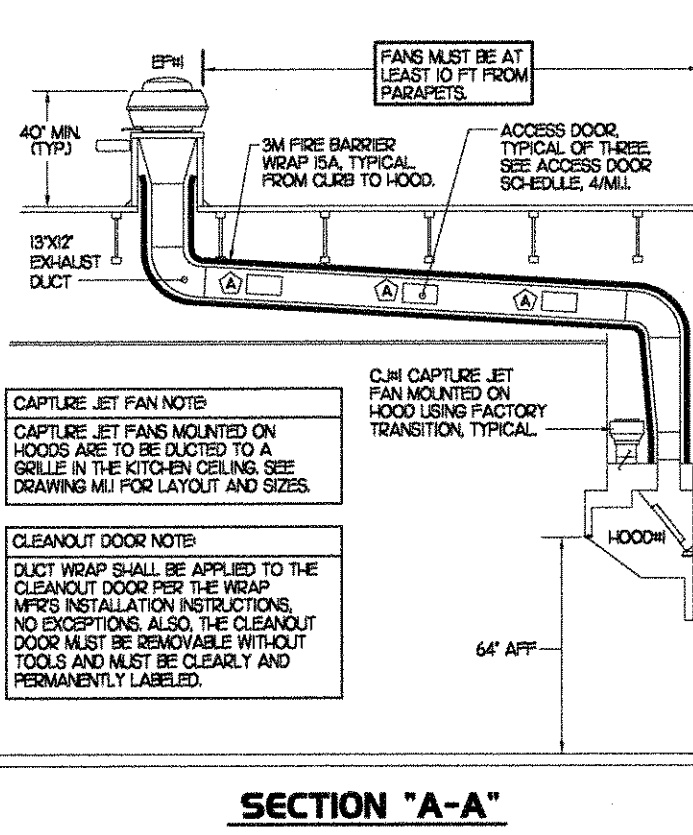 EF#1
FANS MUST BE AT
LEAST 10 FT FROM
PARAPETS.
40" MIN.
(TYP.)
3M FIRE BARRIER
WRAP 15A, TYPICAL
FROM CURB TO HOOD.
ACCESS DOOR,
TYPICAL OF THREE.
SEE ACCESS DOOR
SCHEDULE, 4/M1.1.
13"X12"
EXHAUST
DUCT
A
A
A
CJ#1 CAPTURE JET
FAN MOUNTED ON
HOOD USING FACTORY
TRANSITION, TYPICAL.
CAPTURE JET FAN NOTE:
CAPTURE JET FANS MOUNTED ON
HOODS ARE TO BE DUCTED TO A
GRILLE IN THE KITCHEN CEILING. SEE
DRAWING M1.1 FOR LAYOUT AND SIZES.
HOOD#1
CLEANOUT DOOR NOTE:
DUCT WRAP SHALL BE APPLIED TO THE
CLEANOUT DOOR PER THE WRAP
MFR'S INSTALLATION INSTRUCTIONS,
NO EXCEPTIONS. ALSO, THE CLEANOUT
DOOR MUST BE REMOVABLE WITHOUT
TOOLS AND MUST BE CLEARLY AND
PERMANENTLY LABELED.
64" AFF
SECTION "A-A"